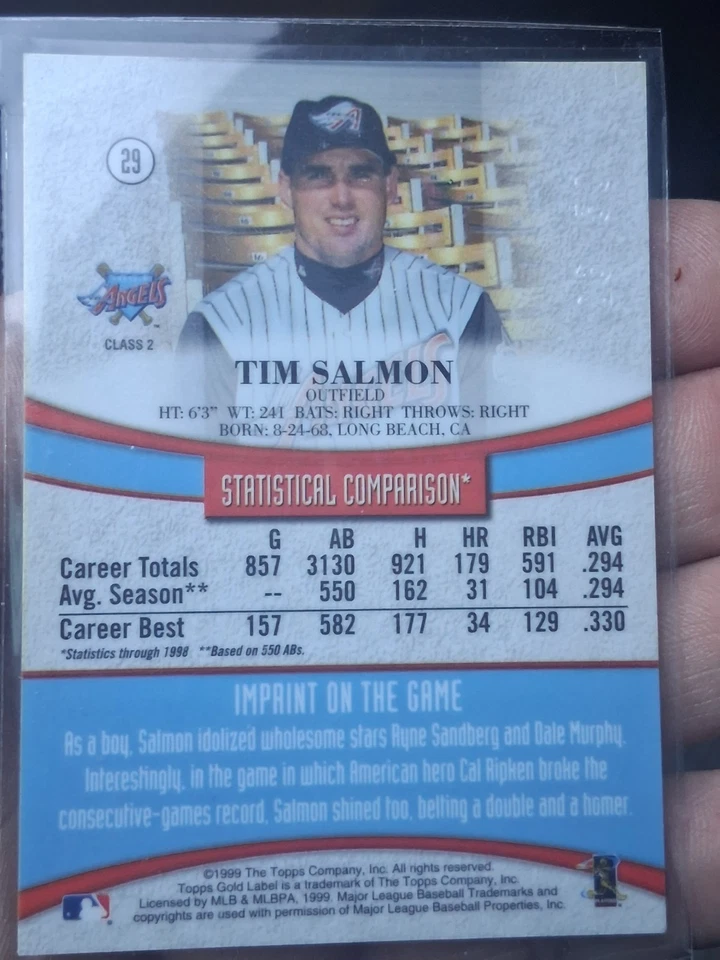 29
A
ANGELS
TM
CLASS 2
TIM SALMON
OUTFIELD
HT: 6'3" WT: 241 BATS: RIGHT THROWS: RIGHT
BORN: 8-24-68, LONG BEACH, CA
STATISTICAL COMPARISON*
G AB H HR RBI AVG
Career Totals 857 3130 921 179 591 .294
Avg. Season** -- 550 162 31 104 .294
Career Best 157 582 177 34 129 .330
*Statistics through 1998 **Based on 550 ABs.
IMPRINT ON THE GAME
As a boy, Salmon idolized wholesome stars Ryne Sandberg and Dale Murphy.
Interestingly, in the game in which American hero Cal Ripken broke the
consecutive-games record, Salmon shined too, belting a double and a homer.
©1999 The Topps Company, Inc. All rights reserved.
Topps Gold Label is a trademark of The Topps Company, Inc.
Licensed by MLB & MLBPA, 1999. Major League Baseball Trademarks and
copyrights are used with permission of Major League Baseball Properties, Inc.